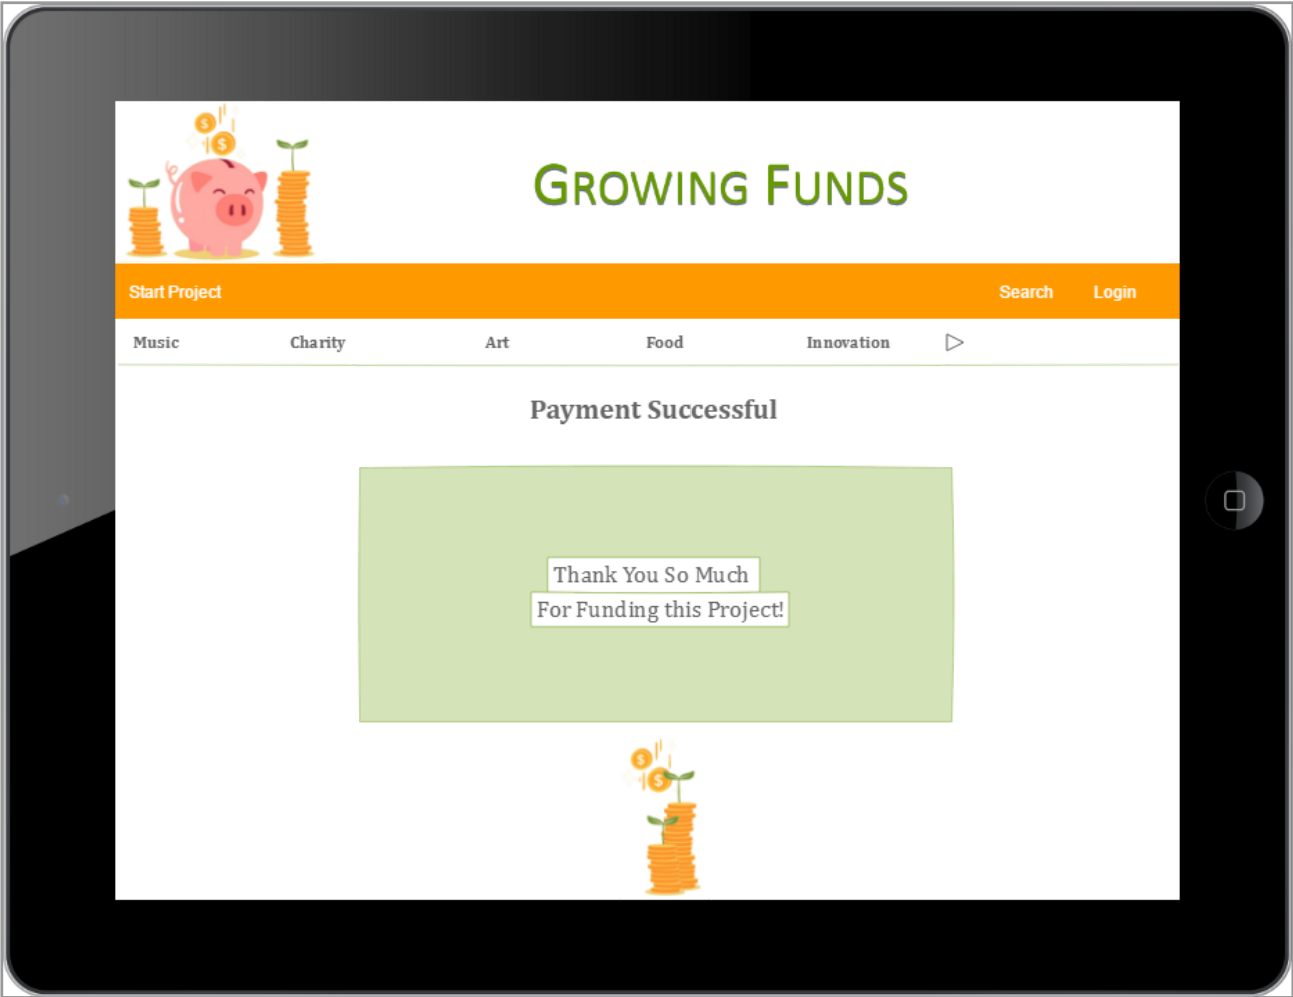 GROWING FUNDS
Start Project Search Login
Music Charity Art Food Innovation
Payment Successful
Thank You So Much
For Funding this Project!
$
$
$
$